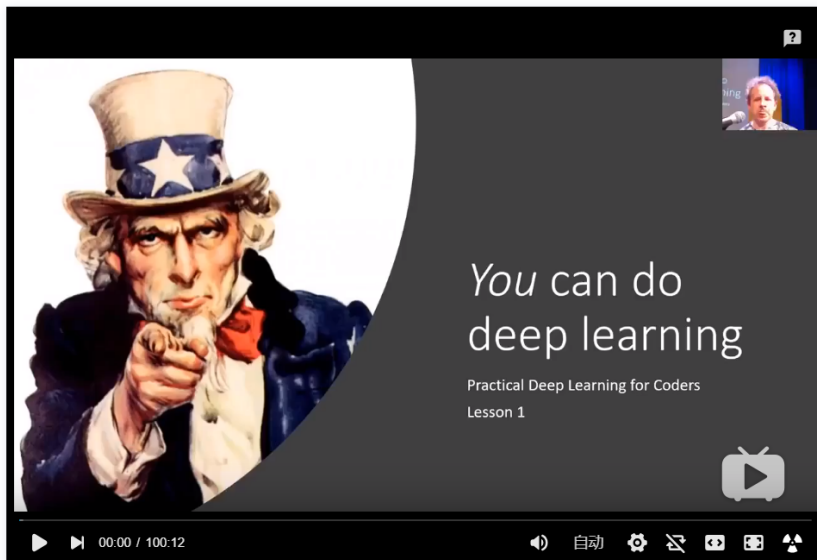 ?
You can do
deep learning
Practical Deep Learning for Coders
Lesson 1
00:00 / 100:12
自动